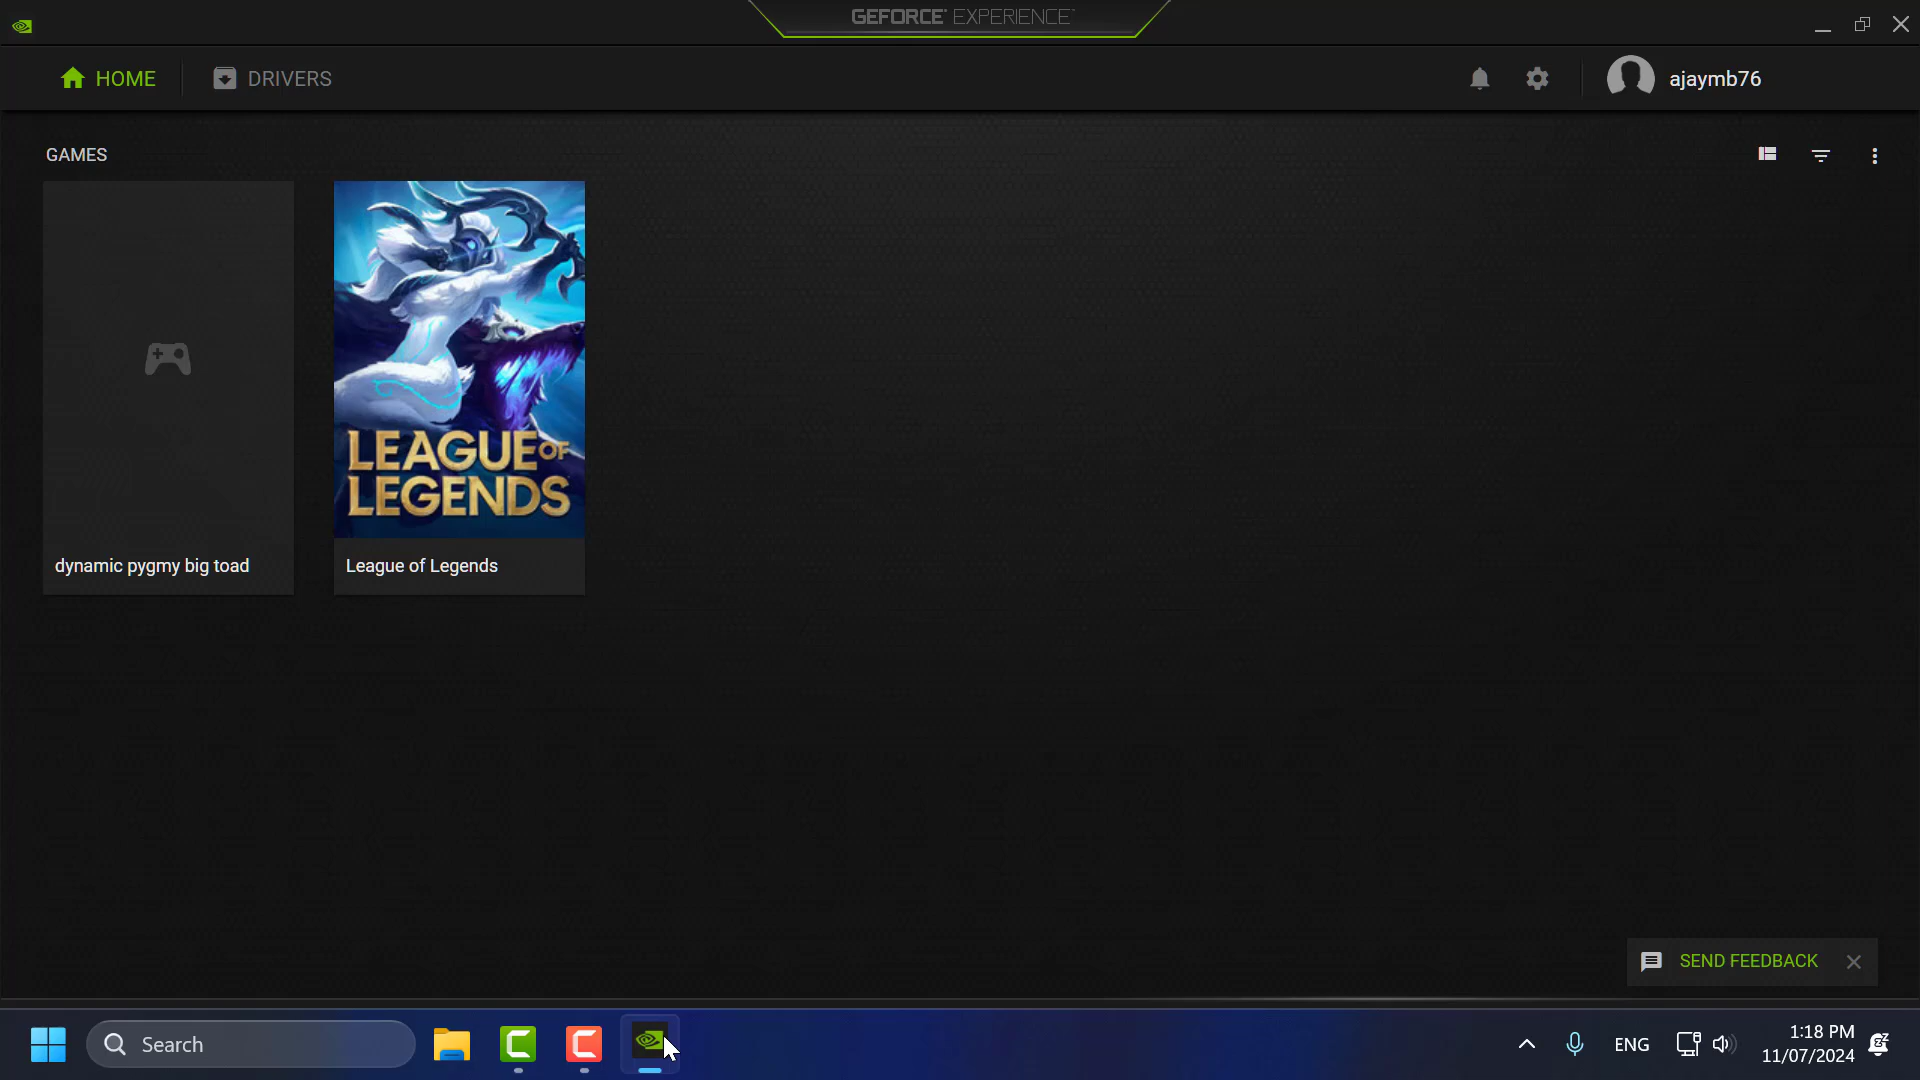 GEFORCE EXPERIENCE
HOME
DRIVERS
ajaymb76
GAMES
LEAGUE OF
LEGENDS
dynamic pygmy big toad
League of Legends
SEND FEEDBACK
Search
ENG
1:18 PM
11/07/2024